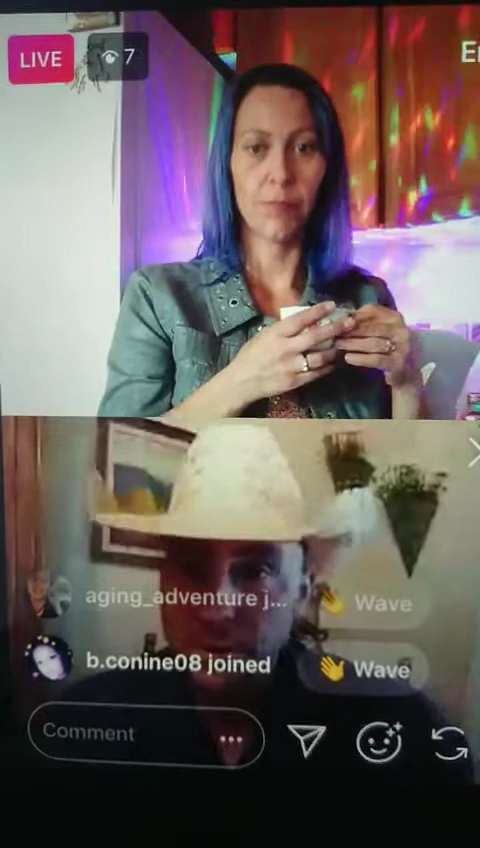 LIVE
7
aging_adventure j...
Wave
b.conine08 joined
Wave
Comment